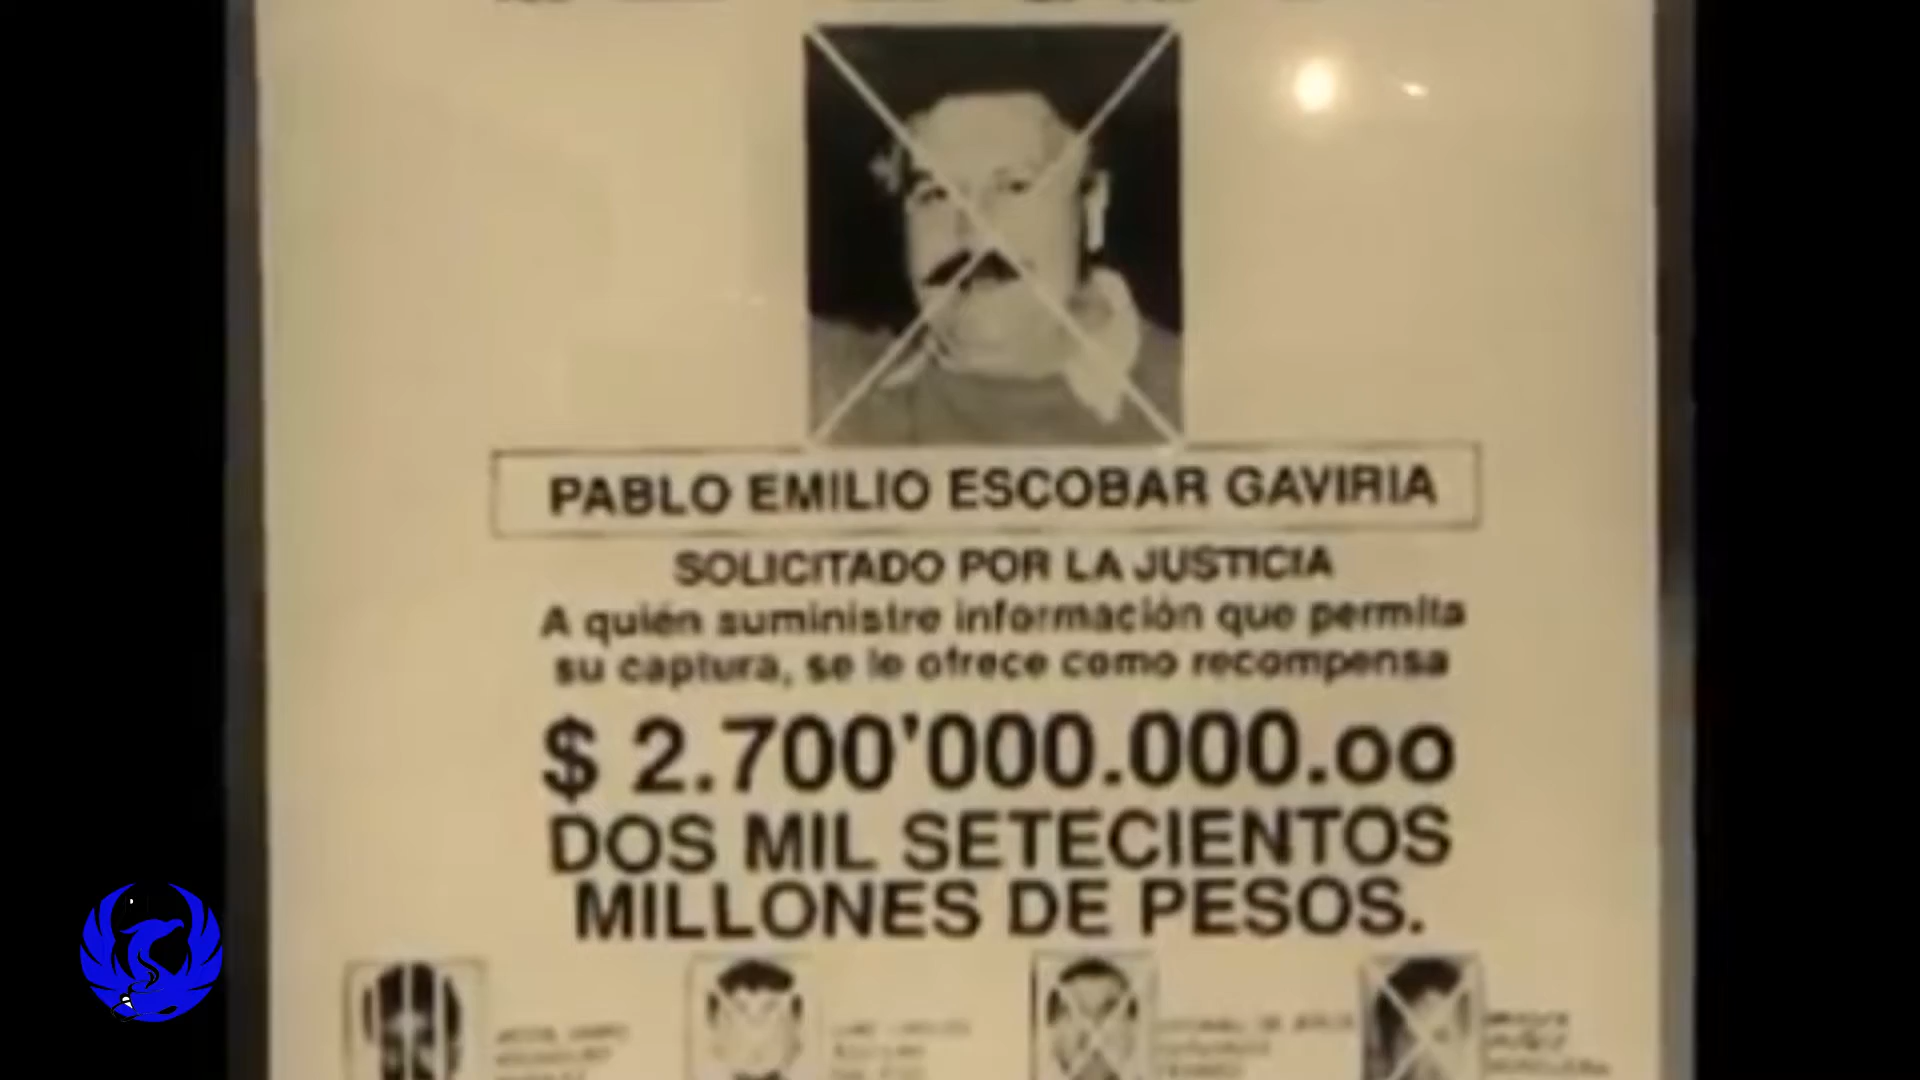 PABLO EMILIO ESCOBAR GAVIRIA
SOLICITADO POR LA JUSTICIA
A quién suministre información que permita
su captura, se le ofrece como recompensa
$ 2.700'000.000.oo
DOS MIL SETECIENTOS
MILLONES DE PESOS.